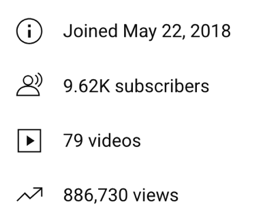 Joined May 22, 2018
9.62K subscribers
79 videos
886,730 views